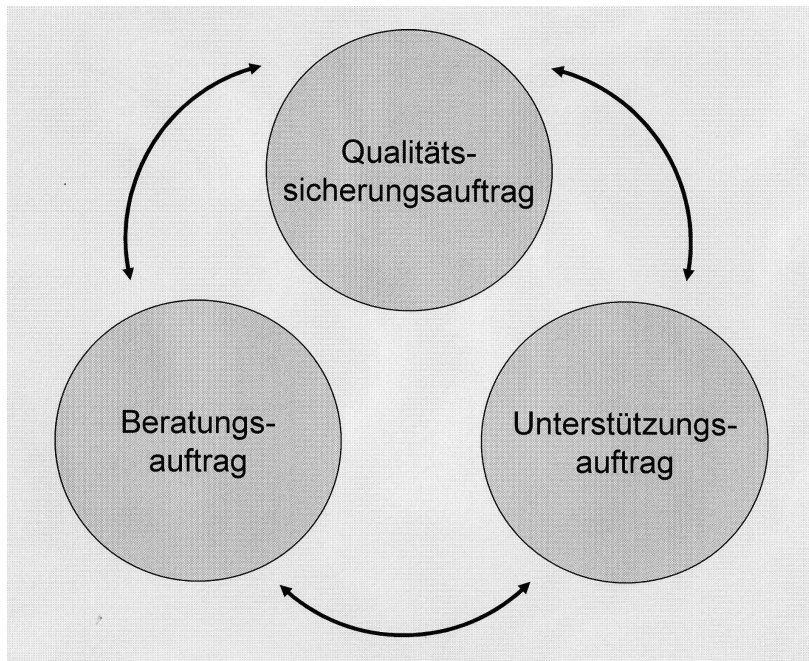 Qualitäts-
sicherungsauftrag
Beratungs-
auftrag
Unterstützungs-
auftrag